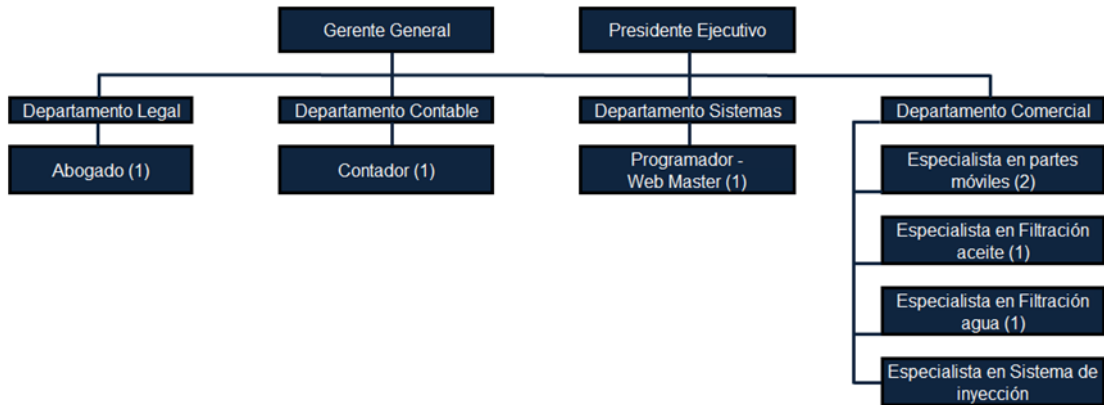 Gerente General
Presidente Ejecutivo
Departamento Legal
Departamento Contable
Departamento Sistemas
Departamento Comercial
Abogado (1)
Contador (1)
Programador -
Web Master (1)
Especialista en partes
móviles (2)
Especialista en Filtración
aceite (1)
Especialista en Filtración
agua (1)
Especialista en Sistema de
inyección